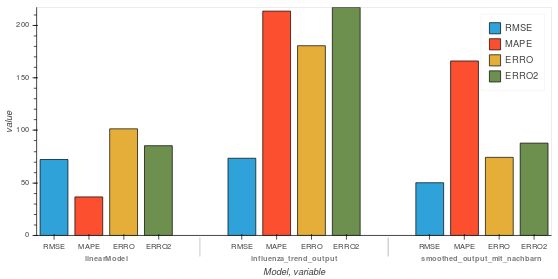 200
150
100
50
0
value
RMSE
MAPE
ERRO
ERRO2
RMSE MAPE ERRO ERRO2 RMSE MAPE ERRO ERRO2 RMSE MAPE ERRO ERRO2
linearModel influenza_trend_output smoothed_output_mit_nachbarn
Model, variable